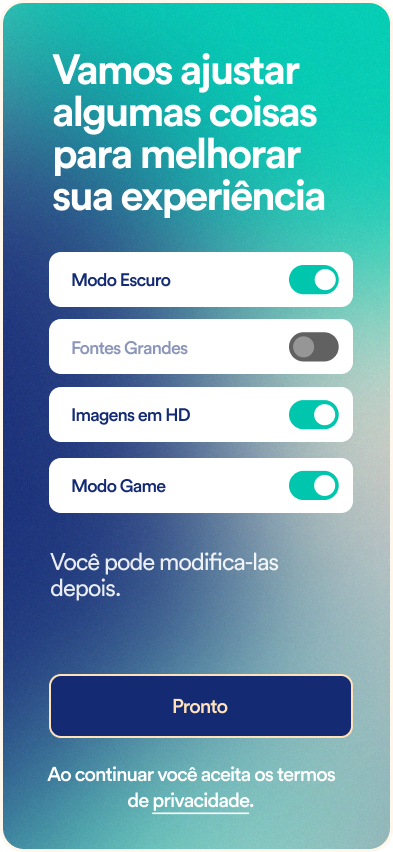 Vamos ajustar
algumas coisas
para melhorar
sua experiência
Modo Escuro
Fontes Grandes
Imagens em HD
Modo Game
Você pode modifica-las
depois.
Pronto
Ao continuar você aceita os termos
de privacidade.